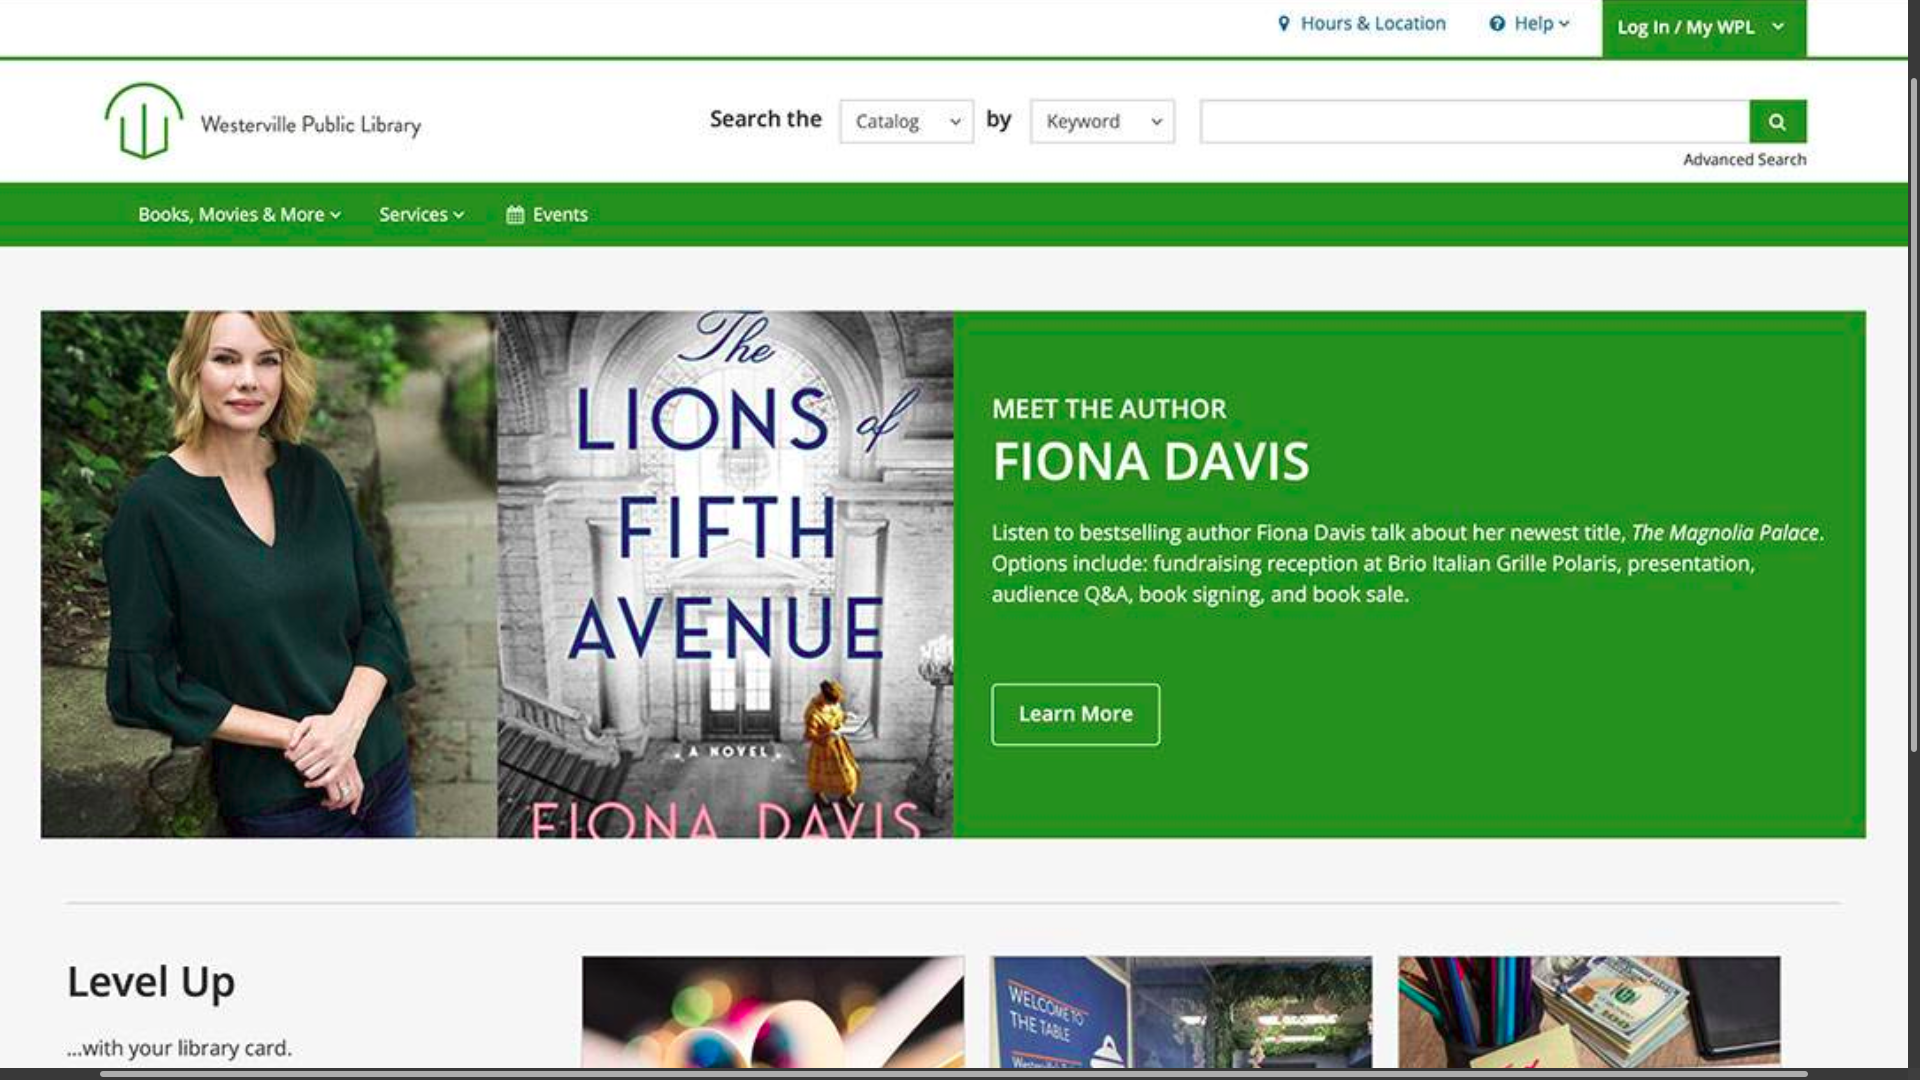 Hours & Location Help Log In / My WPL
Westerville Public Library
Search the Catalog by Keyword
Advanced Search
Books, Movies & More Services Events
The
LIONS of
FIFTH
AVENUE
A NOVEL
FIONA DAVIS
MEET THE AUTHOR
FIONA DAVIS
Listen to bestselling author Fiona Davis talk about her newest title, The Magnolia Palace.
Options include: fundraising reception at Brio Italian Grille Polaris, presentation,
audience Q&A, book signing, and book sale.
Learn More
Level Up
...with your library card.
WELCOME TO
THE TABLE